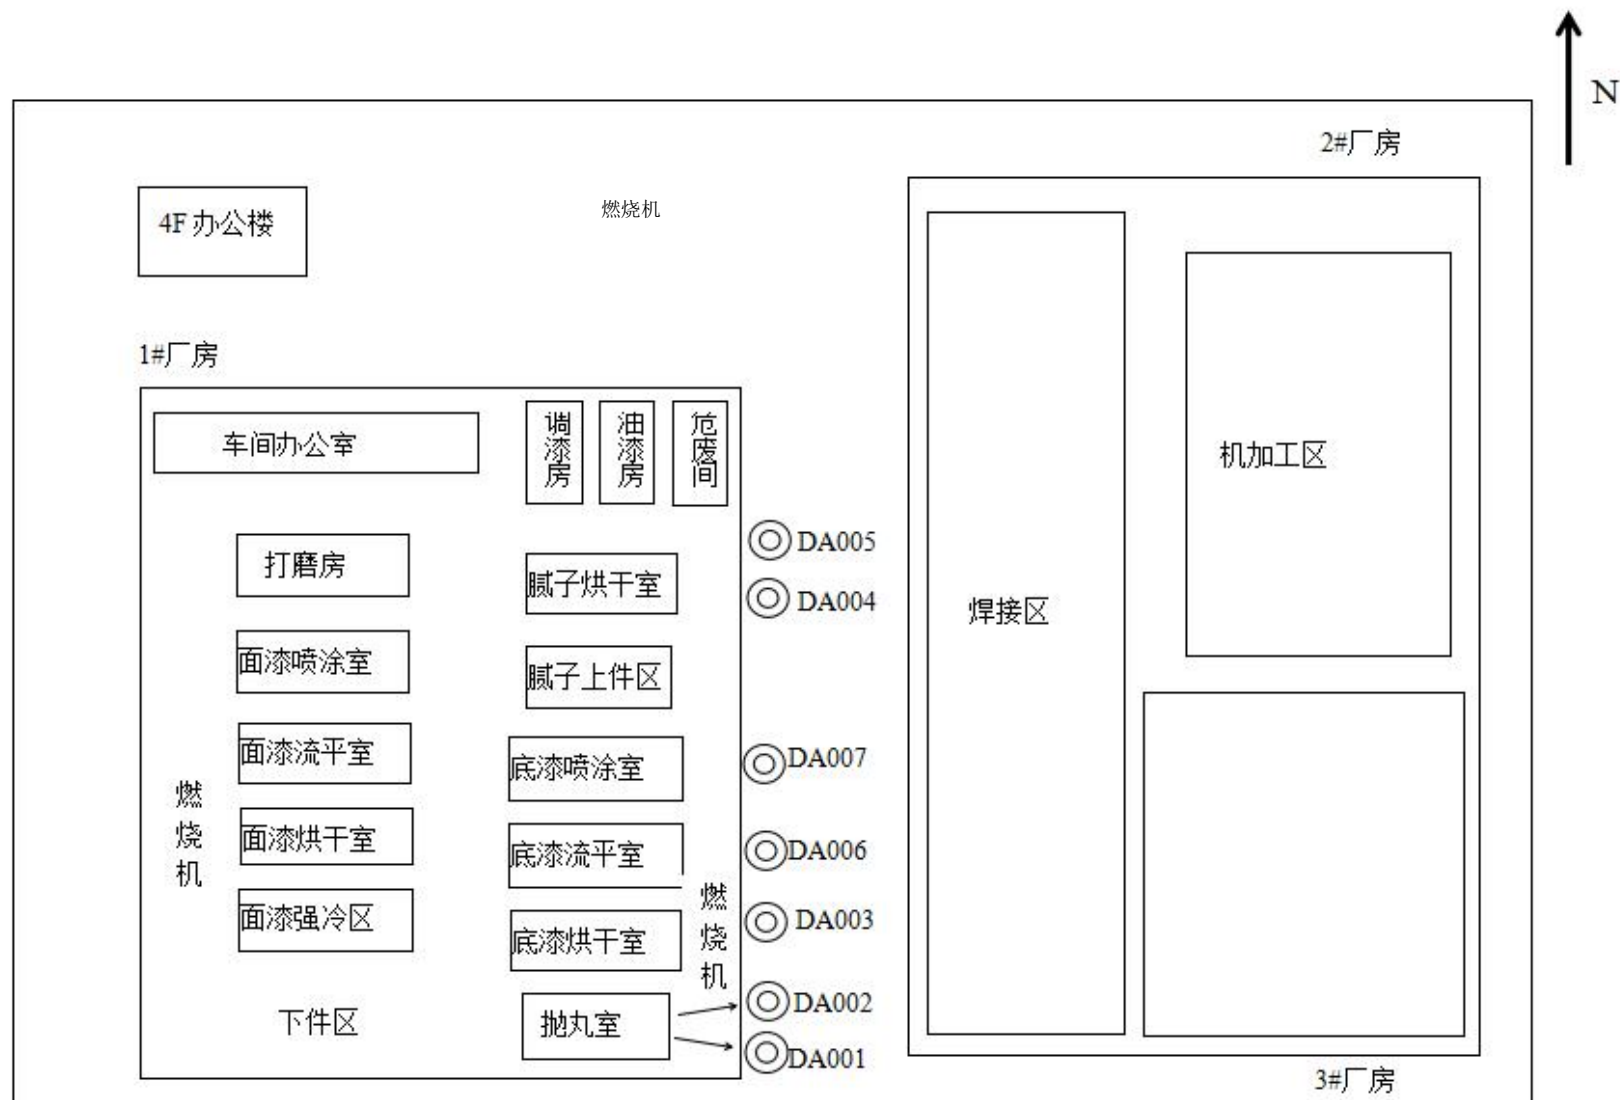 N
2#厂房
4F 办公楼
燃烧机
1#厂房
车间办公室
调漆房
油漆房
危废间
机加工区
打磨房
腻子烘干室
DA005
DA004
焊接区
面漆喷涂室
腻子上件区
面漆流平室
底漆喷涂室
DA007
燃烧机
面漆烘干室
底漆流平室
DA006
面漆强冷区
底漆烘干室
燃烧机
DA003
下件区
抛丸室
DA002
DA001
3#厂房